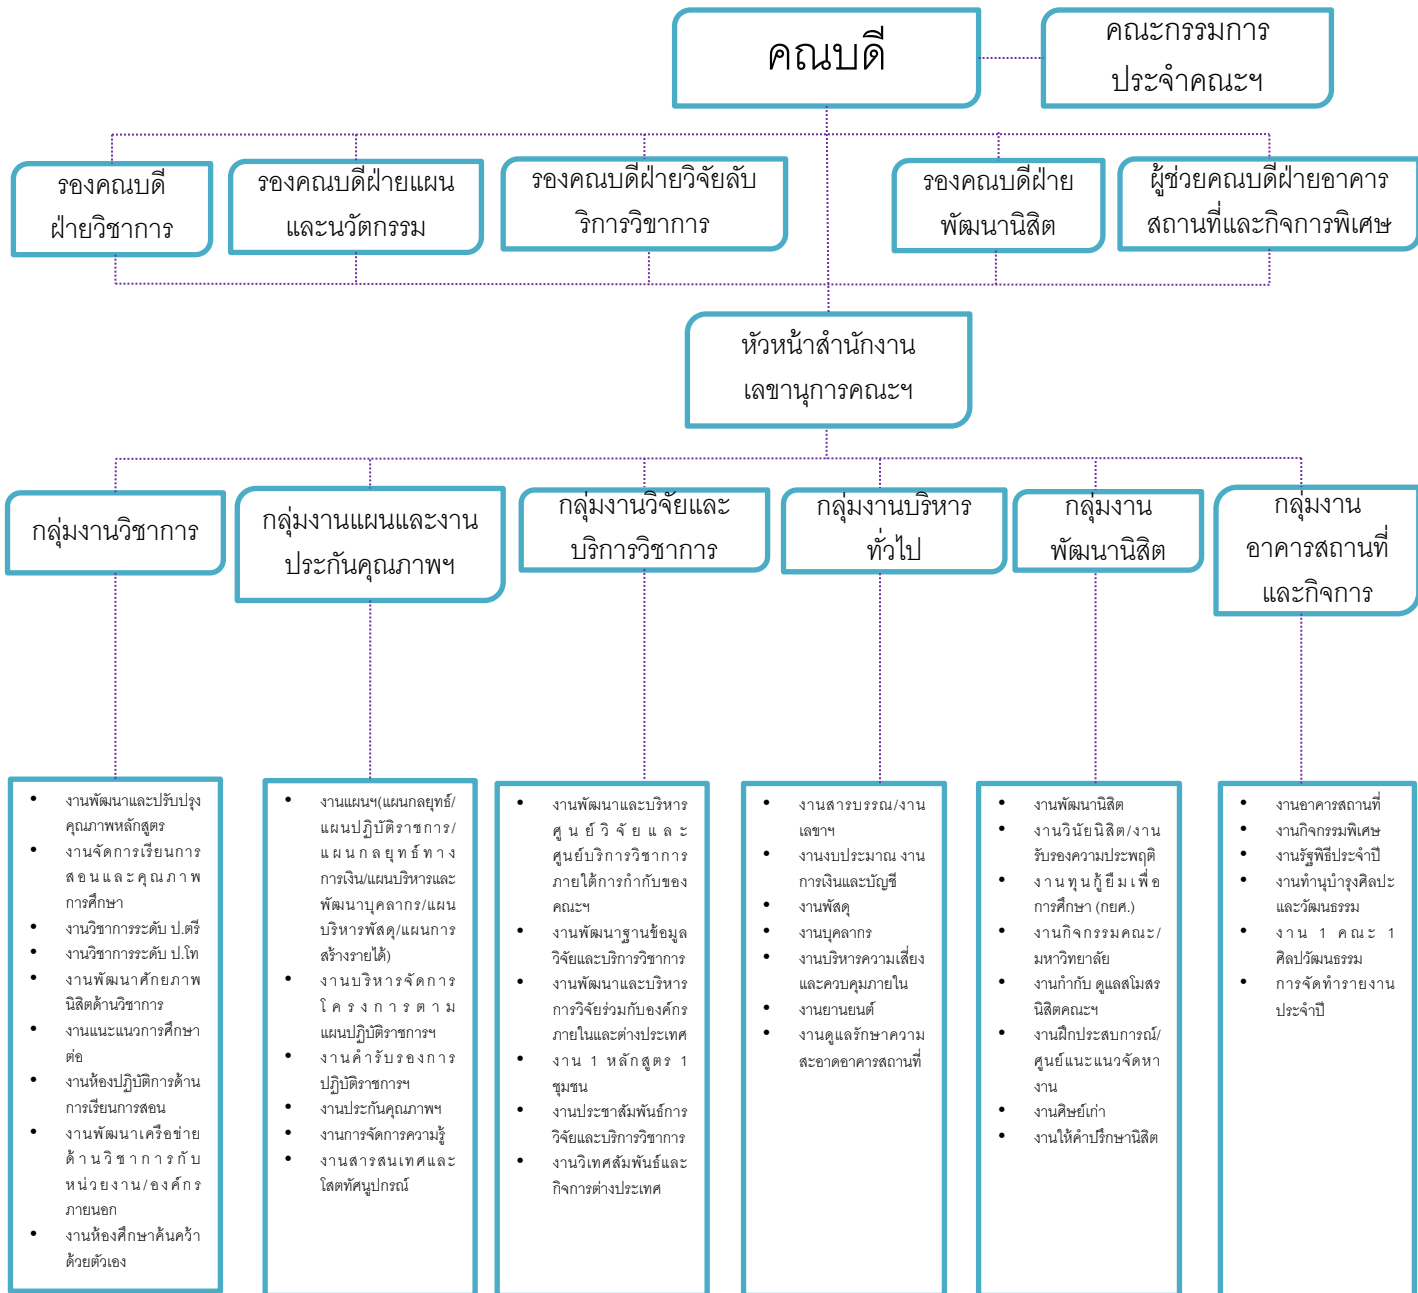 คณบดี
คณะกรรมการ
ประจำคณะฯ
รองคณบดี
ฝ่ายวิชาการ
รองคณบดีฝ่ายแผน
และนวัตกรรม
รองคณบดีฝ่ายวิจัยลับ
ริการวิขาการ
รองคณบดีฝ่าย
พัฒนานิสิต
ผู้ช่วยคณบดีฝ่ายอาคาร
สถานที่และกิจการพิเศษ
หัวหน้าสำนักงาน
เลขานุการคณะฯ
กลุ่มงานวิชาการ
กลุ่มงานแผนและงาน
ประกันคุณภาพฯ
กลุ่มงานวิจัยและ
บริการวิชาการ
กลุ่มงานบริหาร
ทั่วไป
กลุ่มงาน
พัฒนานิสิต
กลุ่มงาน
อาคารสถานที่
และกิจการ
• งานพัฒนาและปรับปรุง
คุณภาพหลักสูตร
• งานจัดการเรียนการ
สอนและคุณภาพ
การศึกษา
• งานวิชาการระดับ ป.ตรี
• งานวิชาการระดับ ป.โท
• งานพัฒนาศักยภาพ
นิสิตด้านวิชาการ
• งานแนะแนวการศึกษา
ต่อ
• งานห้องปฏิบัติการด้าน
การเรียนการสอน
• งานพัฒนาเครือข่าย
ด้านวิชาการกับ
หน่วยงาน/องค์กร
ภายนอก
• งานห้องศึกษาค้นคว้า
ด้วยตัวเอง
• งานแผนฯ(แผนกลยุทธ์/
แผนปฏิบัติราชการ/
แผนกลยุทธ์ทาง
การเงิน/แผนบริหารและ
พัฒนาบุคลากร/แผน
บริหารพัสดุ/แผนการ
สร้างรายได้)
• งานบริหารจัดการ
โครงการตาม
แผนปฏิบัติราชการฯ
• งานคำรับรองการ
ปฏิบัติราชการฯ
• งานประกันคุณภาพฯ
• งานการจัดการความรู้
• งานสารสนเทศและ
โสตทัศนูปกรณ์
• งานพัฒนาและบริหาร
ศูนย์วิจัยและ
ศูนย์บริการวิชาการ
ภายใต้การกำกับของ
คณะฯ
• งานพัฒนาฐานข้อมูล
วิจัยและบริการวิชาการ
• งานพัฒนาและบริหาร
การวิจัยร่วมกับองค์กร
ภายในและต่างประเทศ
• งาน 1 หลักสูตร 1
ชุมชน
• งานประชาสัมพันธ์การ
วิจัยและบริการวิชาการ
• งานวิเทศสัมพันธ์และ
กิจการต่างประเทศ
• งานสารบรรณ/งาน
เลขาฯ
• งานงบประมาณ งาน
การเงินและบัญชี
• งานพัสดุ
• งานบุคลากร
• งานบริหารความเสี่ยง
และควบคุมภายใน
• งานยานยนต์
• งานดูแลรักษาความ
สะอาดอาคารสถานที่
• งานพัฒนานิสิต
• งานวินัยนิสิต/งาน
รับรองความประพฤติ
• งานทุนกู้ยืมเพื่อ
การศึกษา (กยศ.)
• งานกิจกรรมคณะ/
มหาวิทยาลัย
• งานกำกับ ดูแลสโมสร
นิสิตคณะฯ
• งานฝึกประสบการณ์/
ศูนย์แนะแนวจัดหา
งาน
• งานศิษย์เก่า
• งานให้คำปรึกษานิสิต
• งานอาคารสถานที่
• งานกิจกรรมพิเศษ
• งานรัฐพิธีประจำปี
• งานทำนุบำรุงศิลปะ
และวัฒนธรรม
• งาน 1 คณะ 1
ศิลปวัฒนธรรม
• การจัดทำรายงาน
ประจำปี